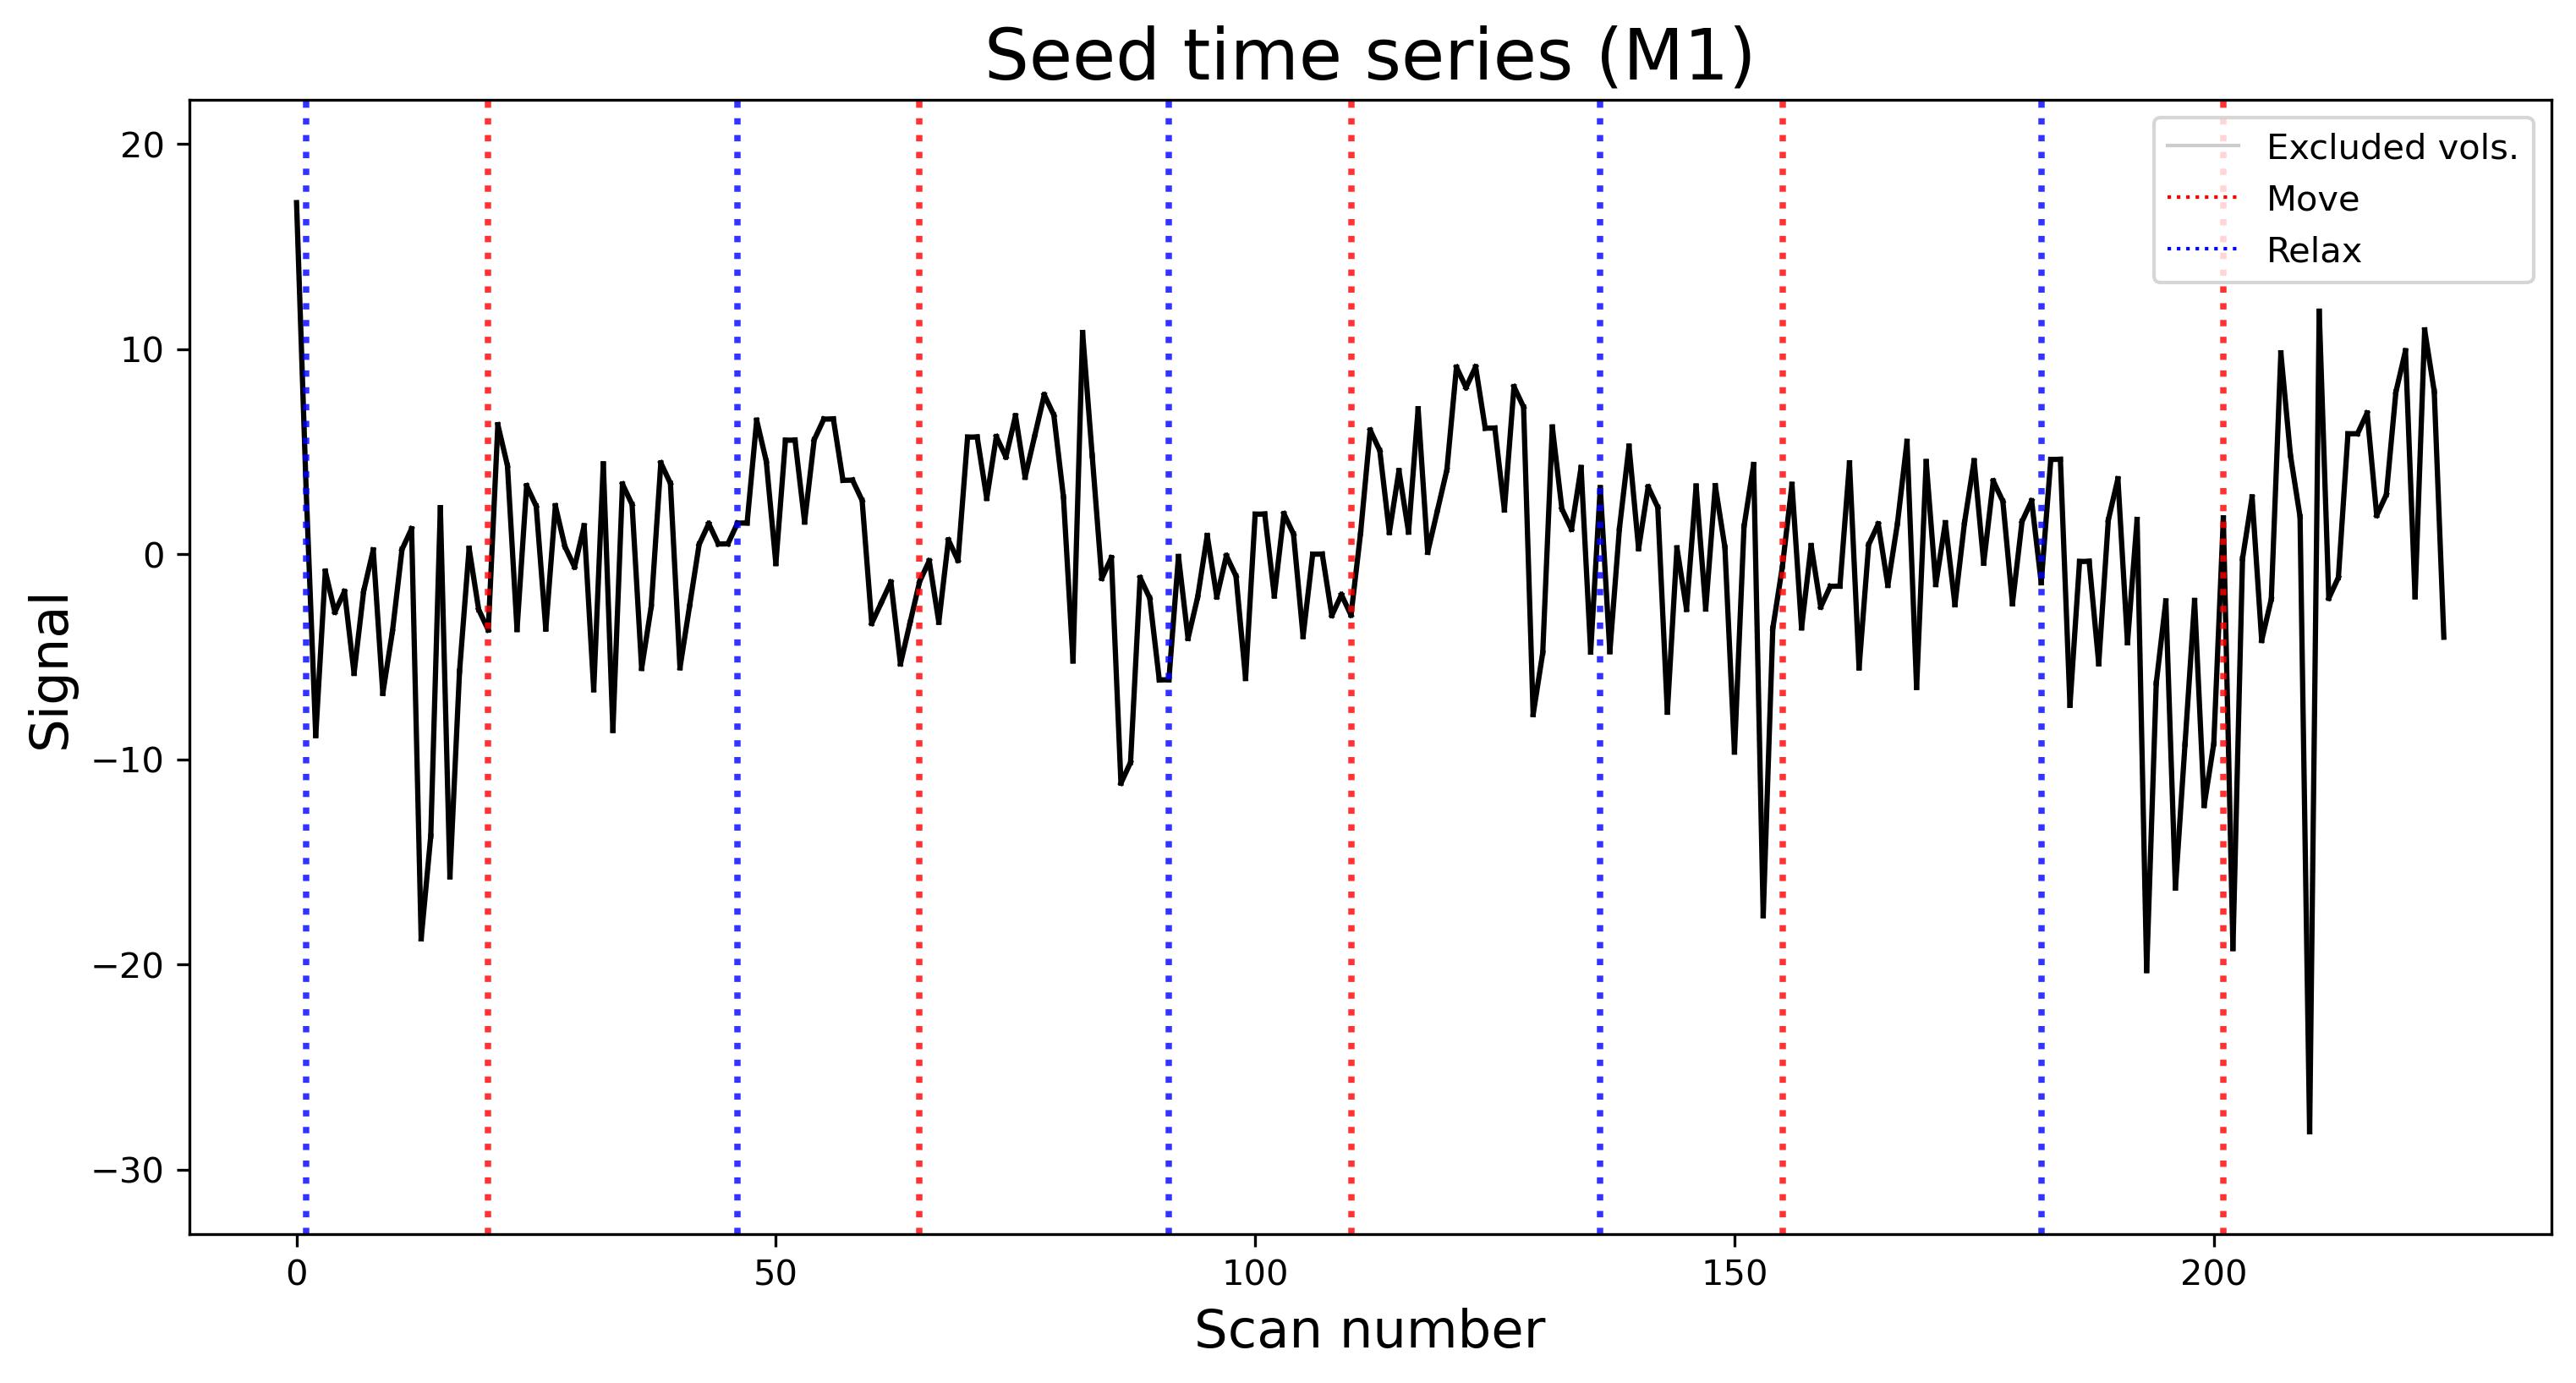 Seed time series (M1)
Excluded vols.
Move
Relax
Signal
20
10
0
−10
−20
−30
0 50 100 150 200
Scan number